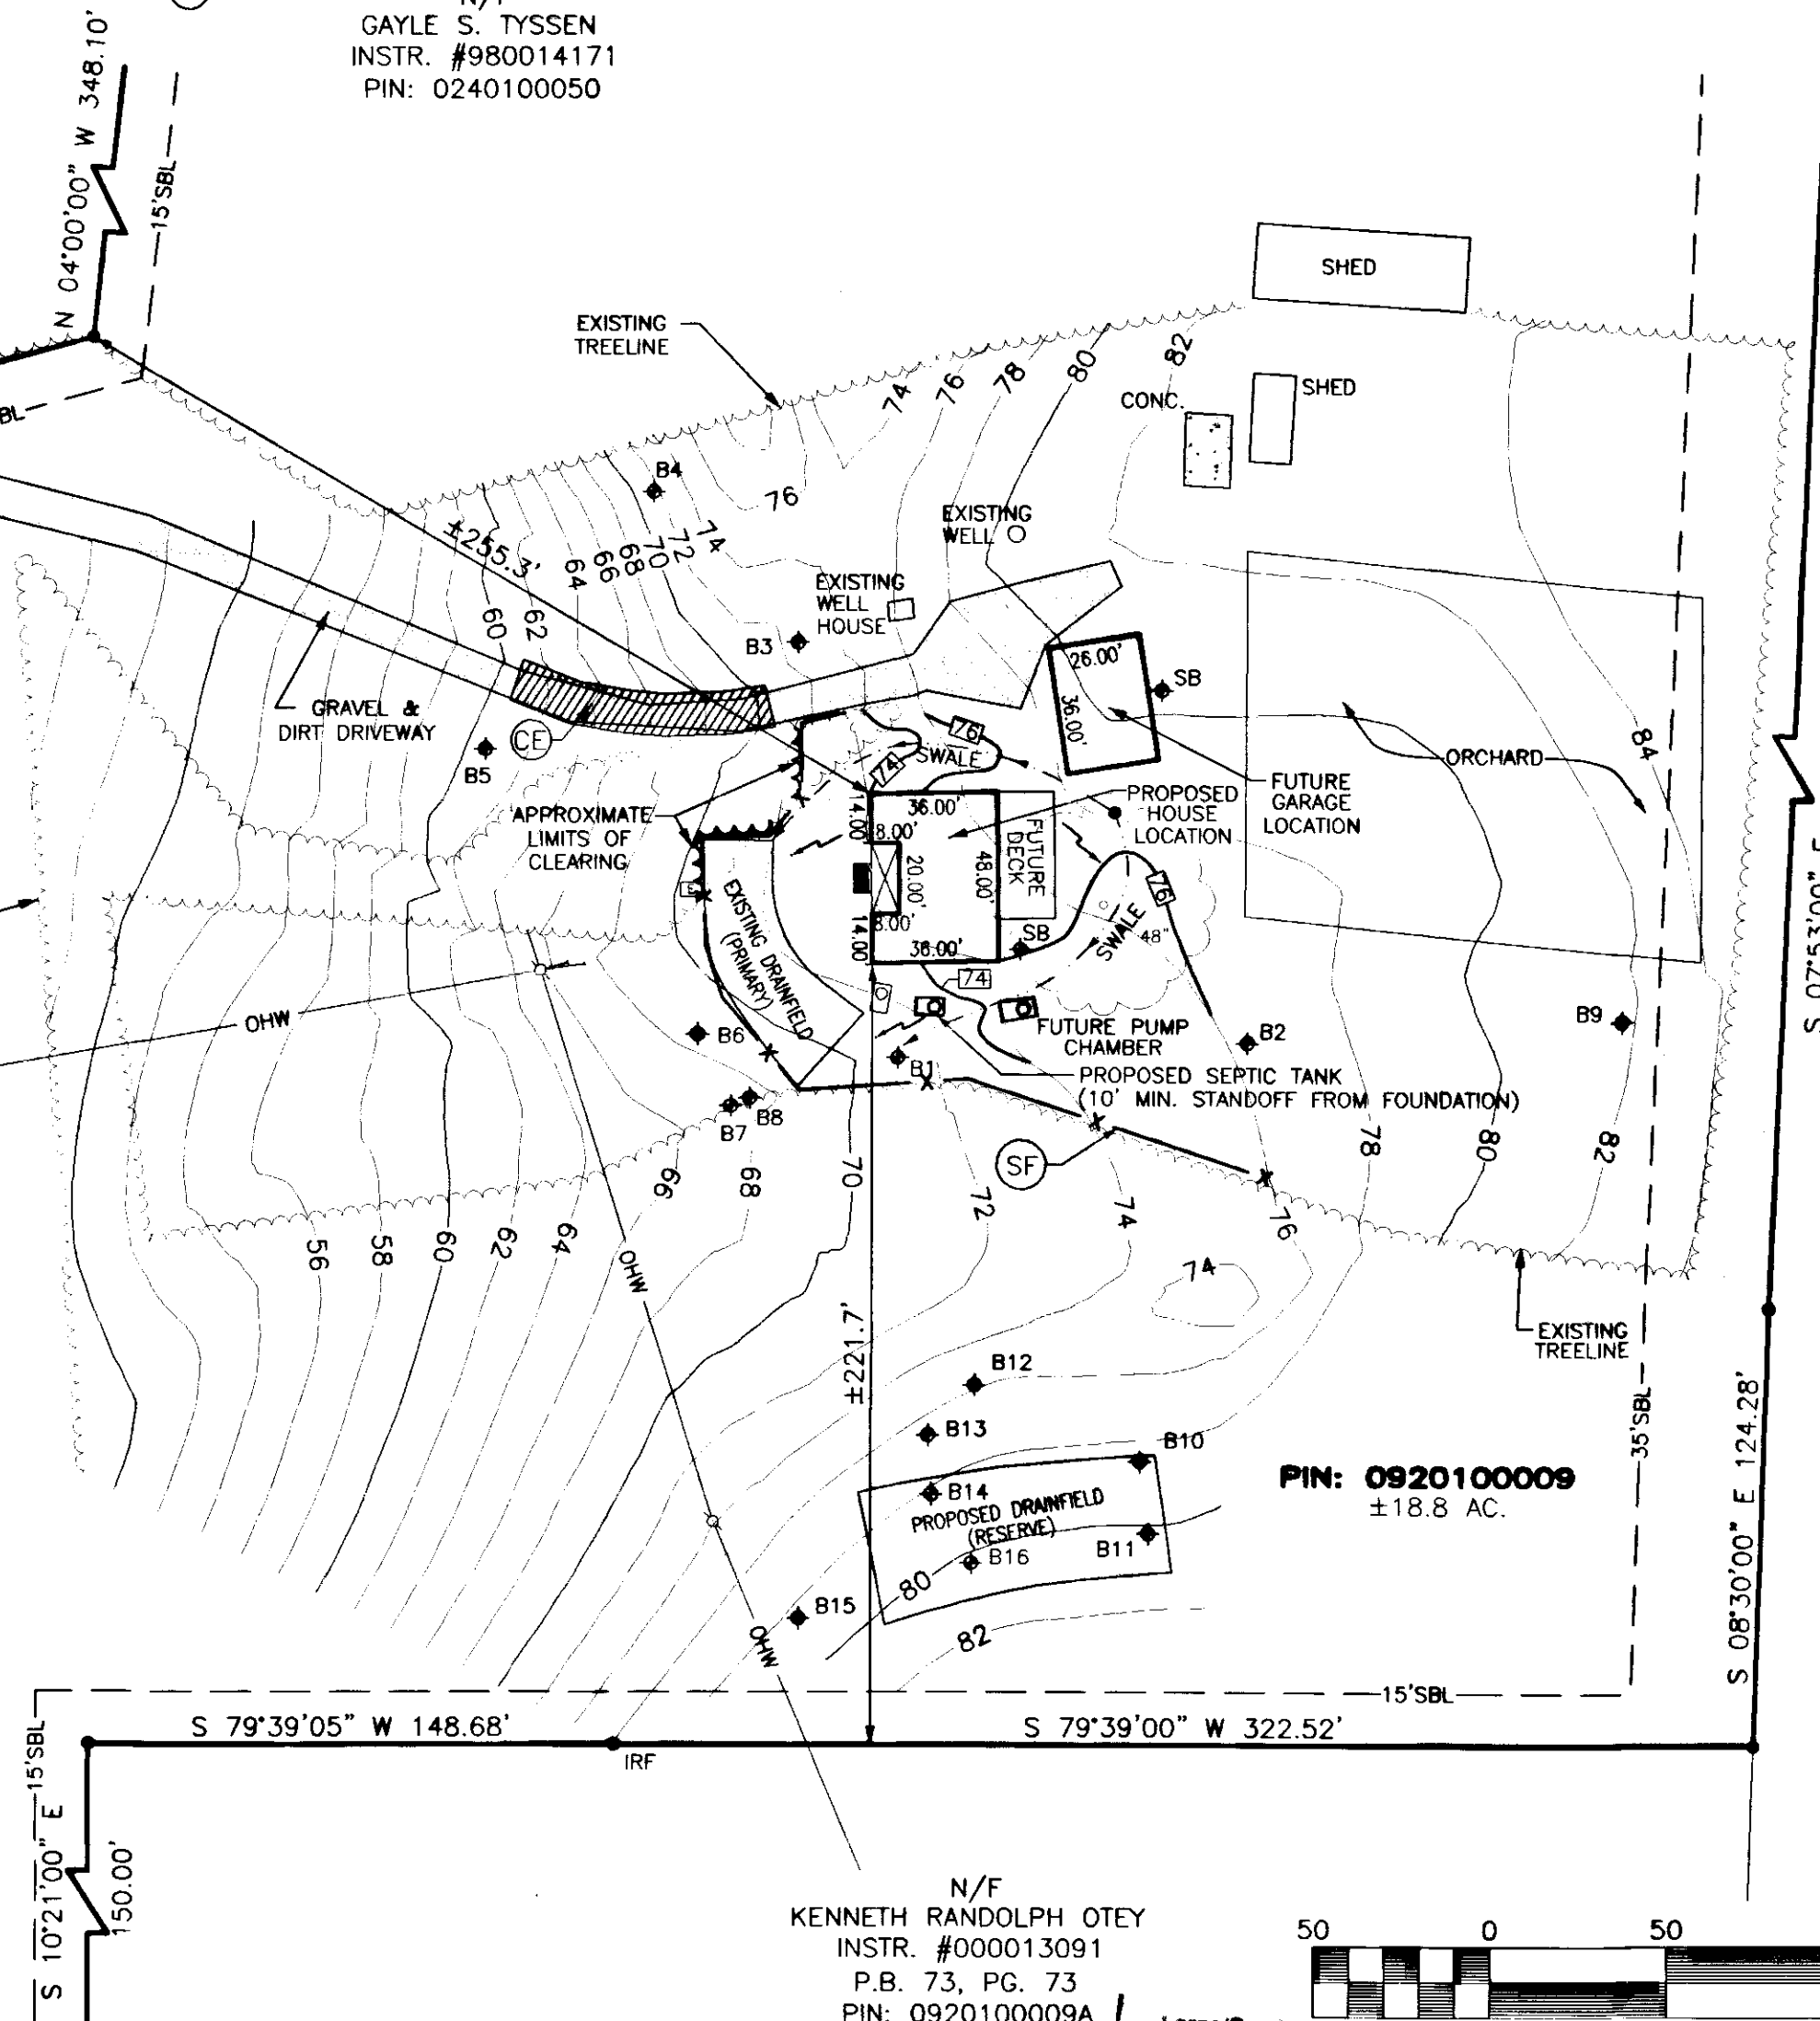 GAYLE S. TYSSEN
INSTR. #980014171
PIN: 0240100050
N 04°00'00" W 348.10'
15'SBL
SHED
EXISTING
TREELINE
82
80
78
76
74
CONC.
SHED
B4
76
EXISTING
WELL
±255.3'
74
72
70
68
66
64
62
60
EXISTING
WELL
HOUSE
B3
26.00'
36.00'
SB
GRAVEL &
DIRT DRIVEWAY
CE
B5
76
SWALE
74
ORCHARD
84
APPROXIMATE
LIMITS OF
CLEARING
14.00'
36.00'
8.00'
20.00'
48.00'
8.00'
14.00
36.00'
FUTURE
DECK
PROPOSED
HOUSE
LOCATION
FUTURE
GARAGE
LOCATION
S 07°53'00" E
EXISTING DRAINFIELD
(PRIMARY)
76
SWALE
48"
SB
74
OHW
B6
B1
FUTURE PUMP
CHAMBER
B2
B9
PROPOSED SEPTIC TANK
(10' MIN. STANDOFF FROM FOUNDATION)
B8
B7
SF
66
68
70
72
74
76
78
80
82
56
58
60
62
64
OHW
74
±221.7'
EXISTING
TREELINE
B12
B13
B10
B14
PROPOSED DRAINFIELD
(RESERVE)
B16
B11
80
B15
82
PIN: 0920100009
±18.8 AC.
35'SBL
S 08°30'00" E 124.28'
OHW
15'SBL
S 79°39'05" W 148.68'
S 79°39'00" W 322.52'
IRF
15'SBL
S 10°21'00" E
150.00'
N/F
KENNETH RANDOLPH OTEY
INSTR. #000013091
P.B. 73, PG. 73
PIN: 0920100009A
50 0 50